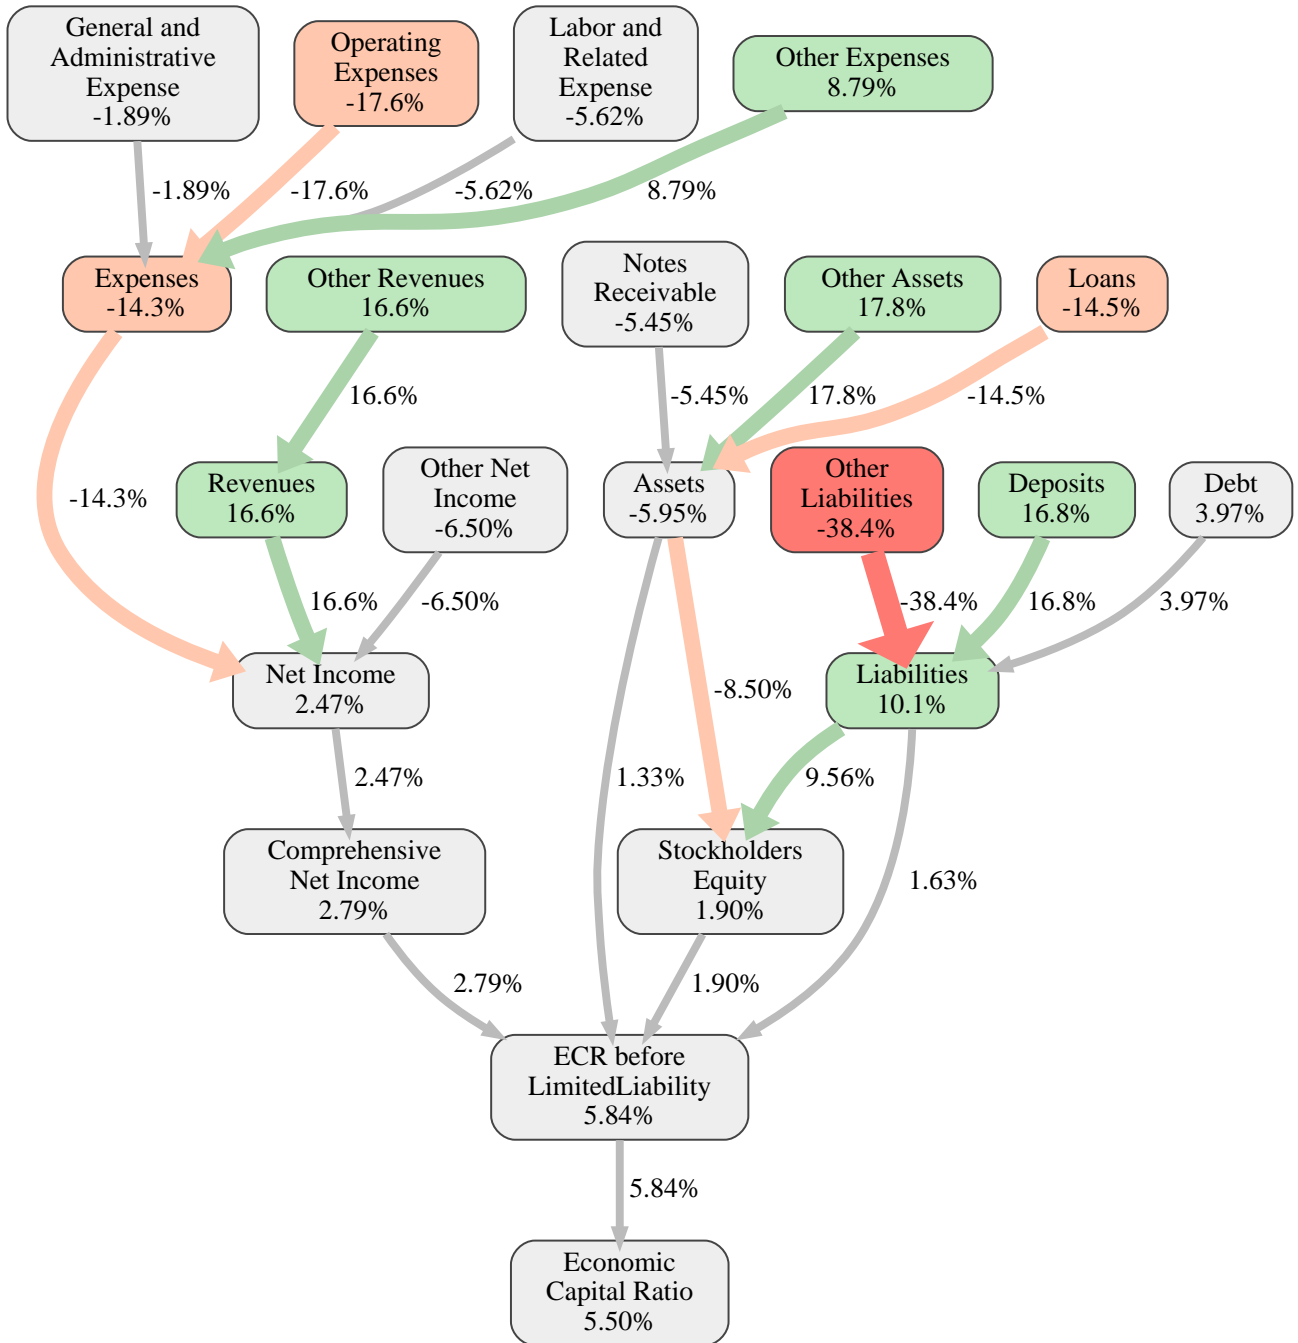 General and
Administrative
Expense
-1.89%
Operating
Expenses
-17.6%
Labor and
Related
Expense
-5.62%
Other Expenses
8.79%
-1.89%
-17.6%
-5.62%
8.79%
Expenses
-14.3%
Other Revenues
16.6%
Notes
Receivable
-5.45%
Other Assets
17.8%
Loans
-14.5%
16.6%
-5.45%
17.8%
-14.5%
-14.3%
Revenues
16.6%
Other Net
Income
-6.50%
Assets
-5.95%
Other
Liabilities
-38.4%
Deposits
16.8%
Debt
3.97%
16.6%
-6.50%
-38.4%
16.8%
3.97%
Net Income
2.47%
-8.50%
Liabilities
10.1%
2.47%
1.33%
9.56%
Comprehensive
Net Income
2.79%
Stockholders
Equity
1.90%
1.63%
2.79%
1.90%
ECR before
LimitedLiability
5.84%
5.84%
Economic
Capital Ratio
5.50%